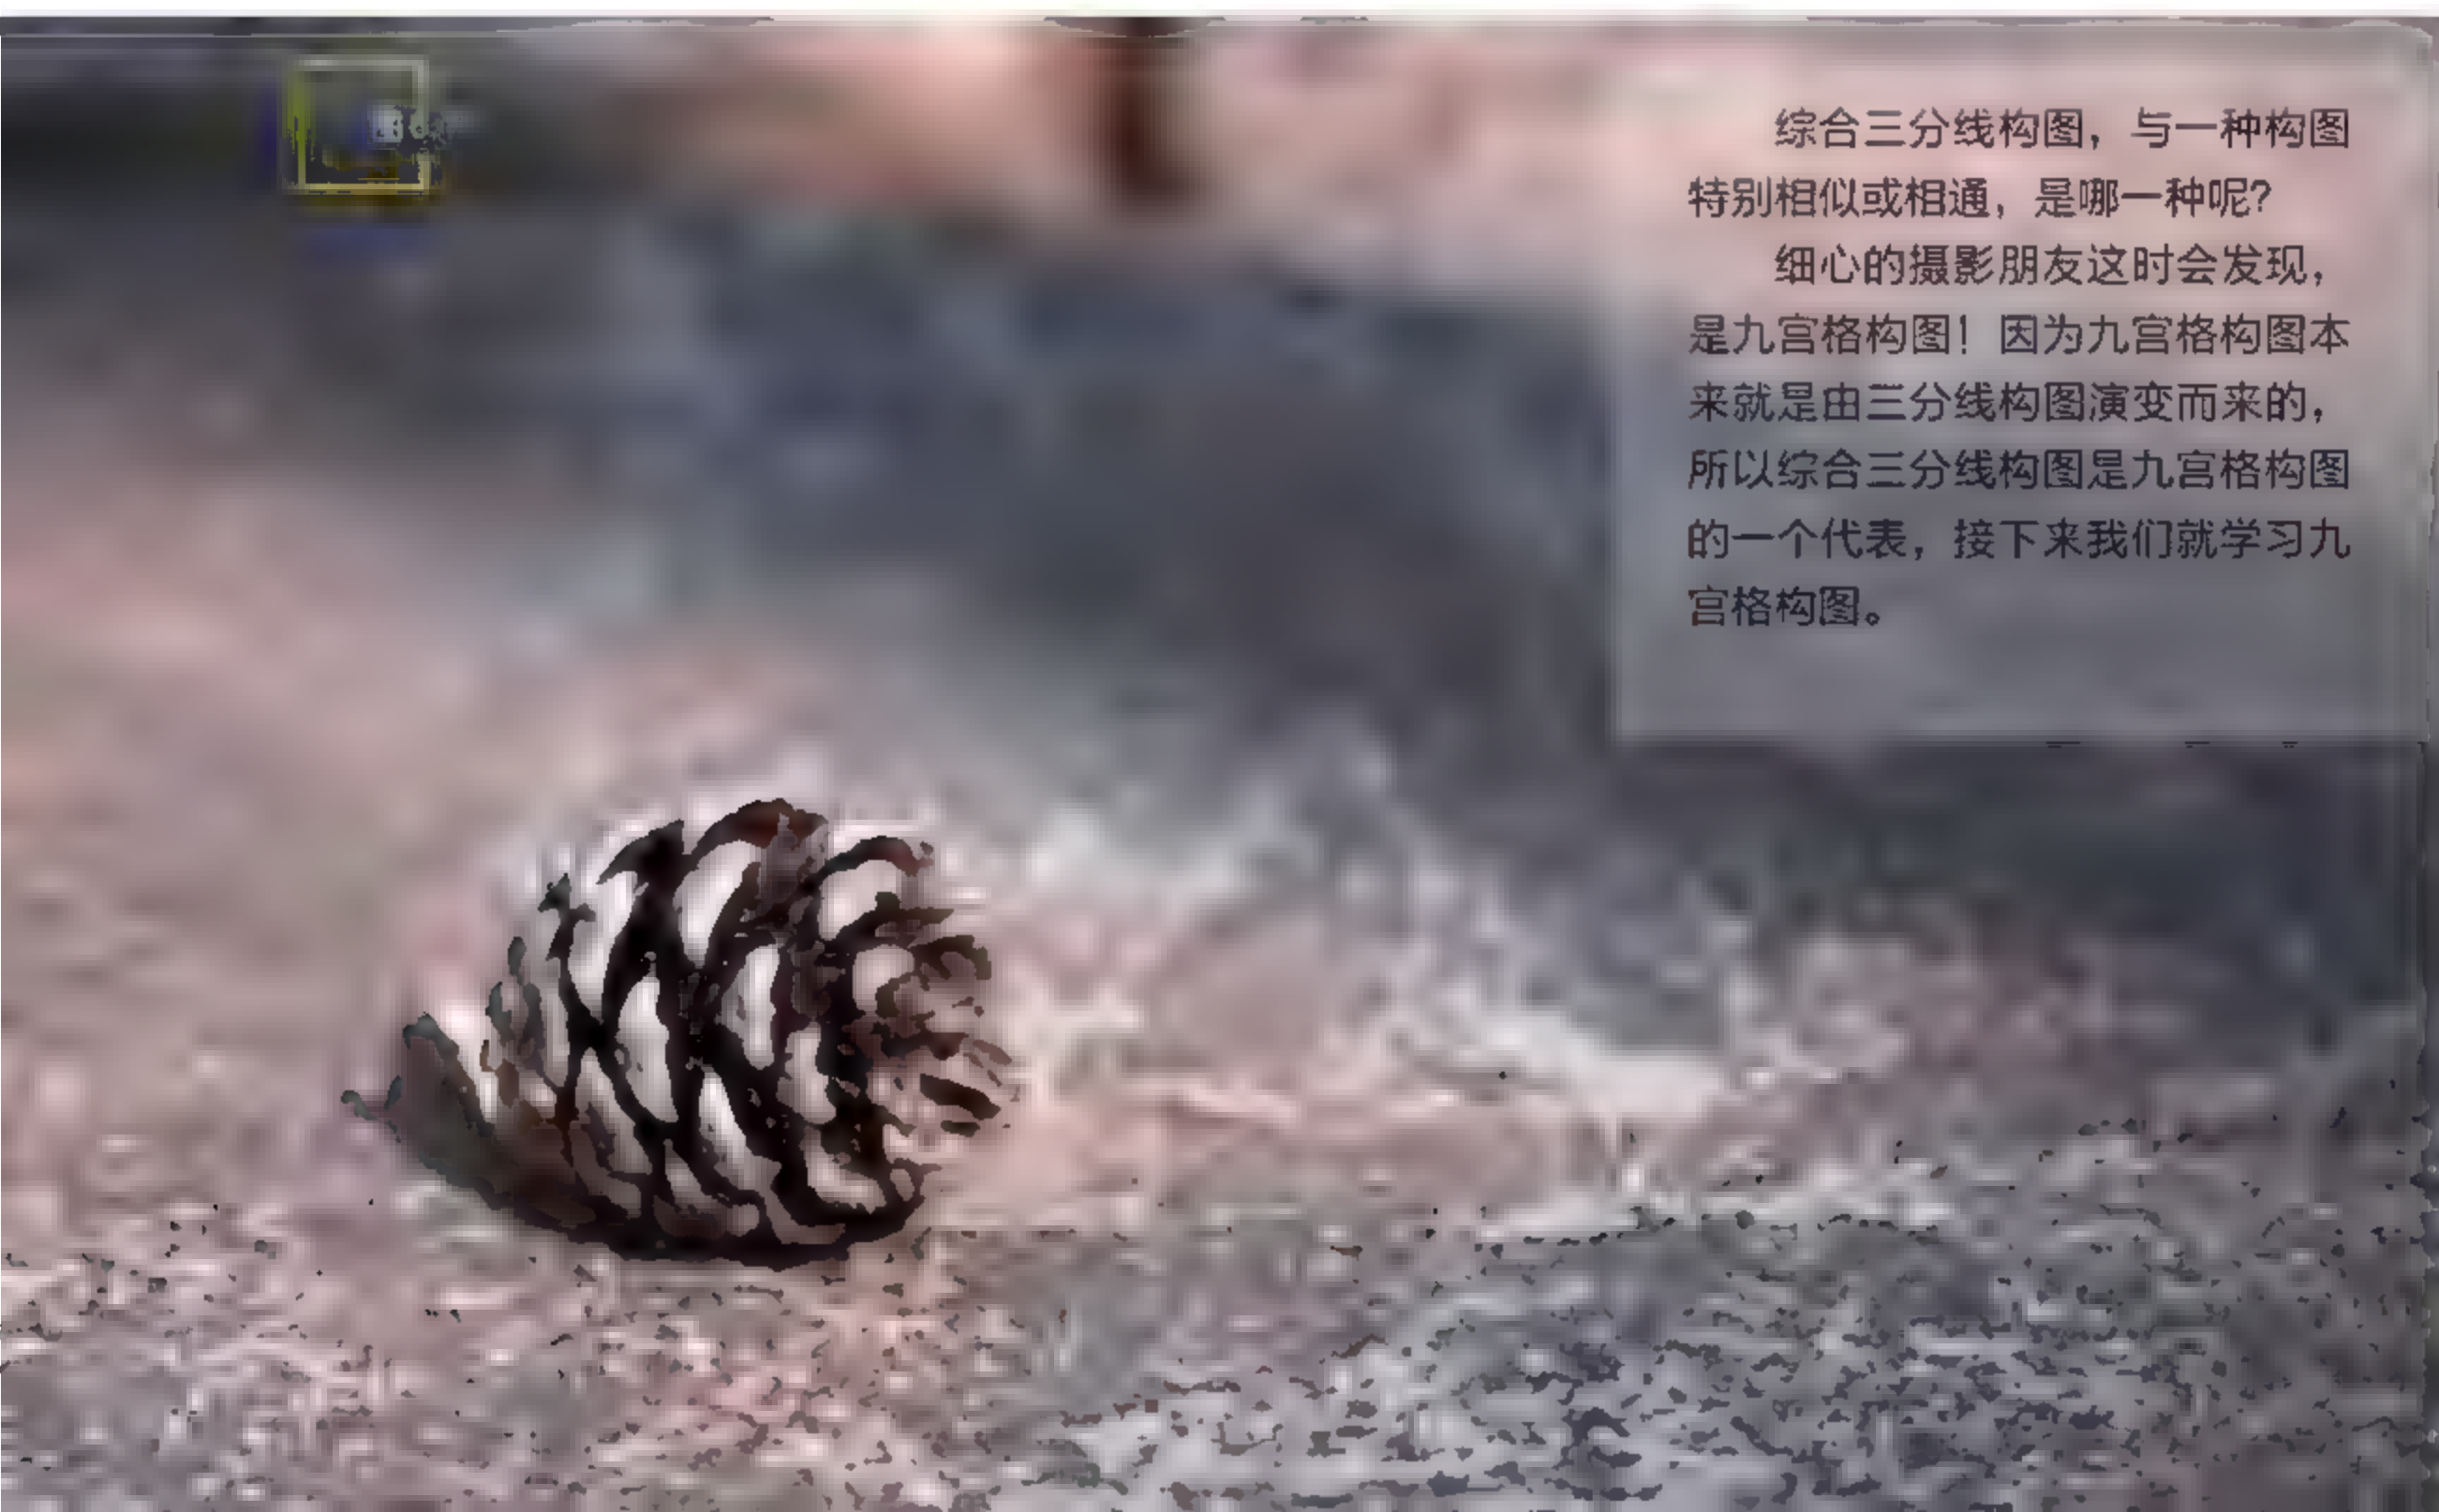 综合三分线构图，与一种构图
特别相似或相通，是哪一种呢？
细心的摄影朋友这时会发现，
是九宫格构图！因为九宫格构图本
来就是由三分线构图演变而来的，
所以综合三分线构图是九宫格构图
的一个代表，接下来我们就学习九
宫格构图。